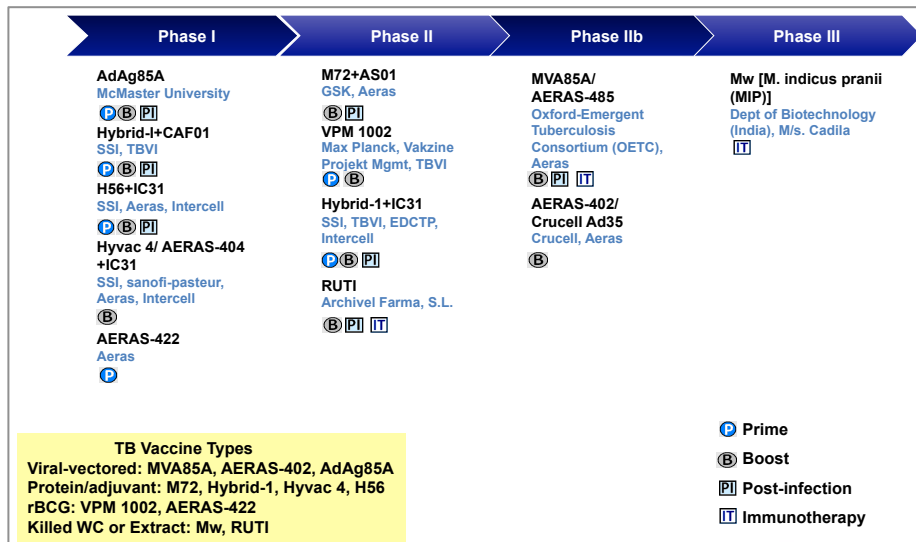 Phase I
Phase II
Phase IIb
Phase III
AdAg85A
McMaster University
P B PI
Hybrid-I+CAF01
SSI, TBVI
P B PI
H56+IC31
SSI, Aeras, Intercell
P B PI
Hyvac 4/ AERAS-404
+IC31
SSI, sanofi-pasteur,
Aeras, Intercell
B
AERAS-422
Aeras
P
M72+AS01
GSK, Aeras
B PI
VPM 1002
Max Planck, Vakzine
Projekt Mgmt, TBVI
P B
Hybrid-1+IC31
SSI, TBVI, EDCTP,
Intercell
P B PI
RUTI
Archivel Farma, S.L.
B PI IT
MVA85A/
AERAS-485
Oxford-Emergent
Tuberculosis
Consortium (OETC),
Aeras
B PI IT
AERAS-402/
Crucell Ad35
Crucell, Aeras
B
Mw [M. indicus pranii
(MIP)]
Dept of Biotechnology
(India), M/s. Cadila
IT
TB Vaccine Types
Viral-vectored: MVA85A, AERAS-402, AdAg85A
Protein/adjuvant: M72, Hybrid-1, Hyvac 4, H56
rBCG: VPM 1002, AERAS-422
Killed WC or Extract: Mw, RUTI
P Prime
B Boost
PI Post-infection
IT Immunotherapy